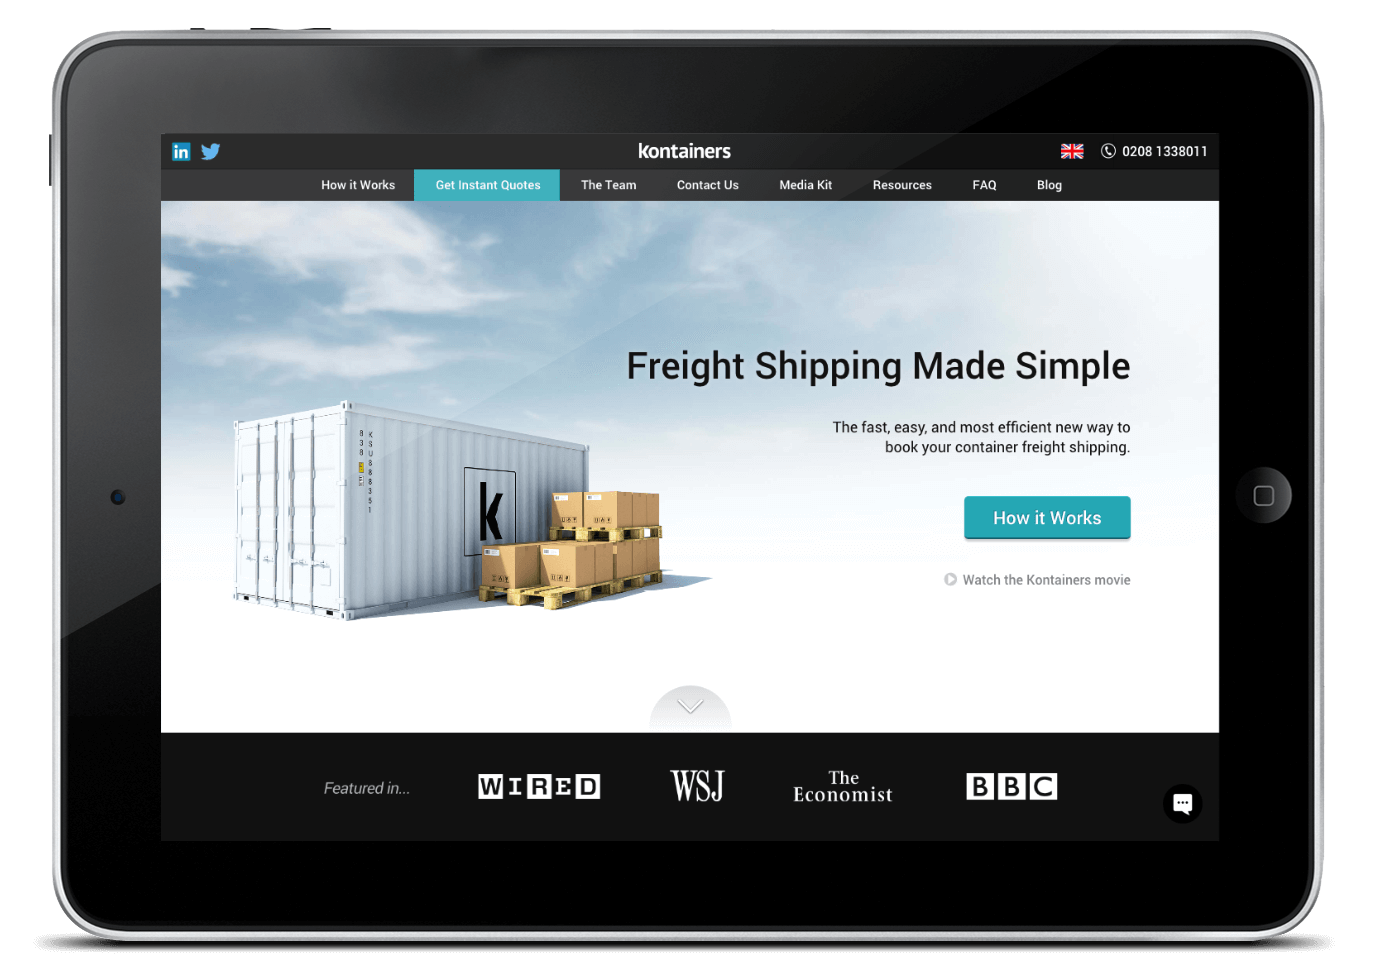 in
kontainers
0208 1338011
How it Works
Get Instant Quotes
The Team
Contact Us
Media Kit
Resources
FAQ
Blog
Freight Shipping Made Simple
The fast, easy, and most efficient new way to
book your container freight shipping.
How it Works
Watch the Kontainers movie
838
KSU88351
k
Featured in...
WIRED
WSJ
The
Economist
BBC